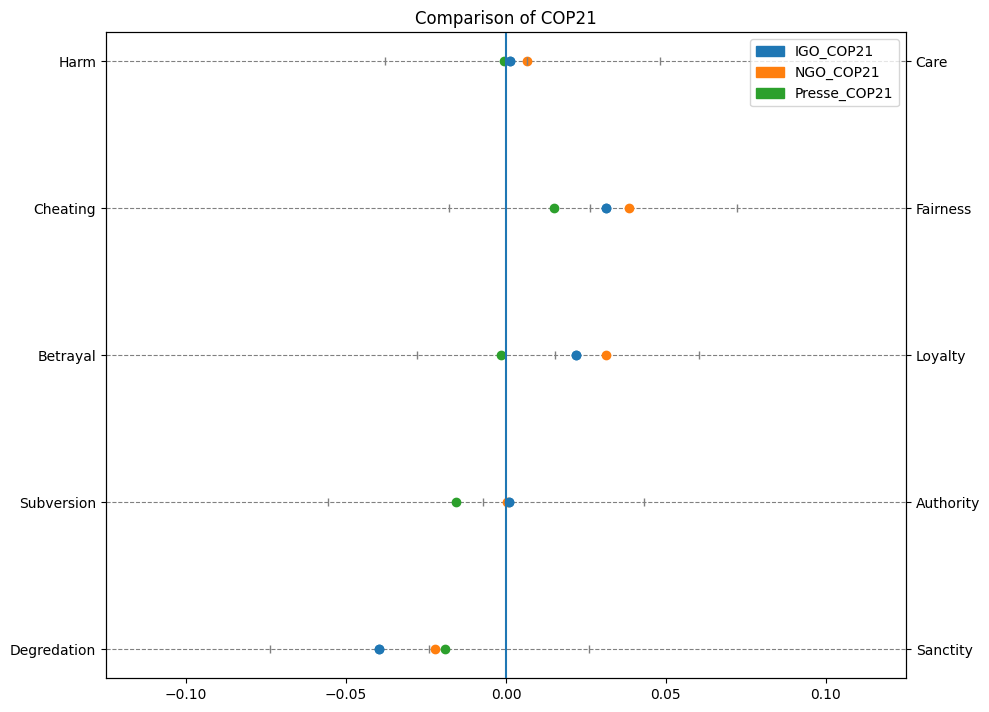 Comparison of COP21
IGO_COP21
NGO_COP21
Presse_COP21
Harm
Care
Cheating
Fairness
Betrayal
Loyalty
Subversion
Authority
Degredation
Sanctity
−0.10
−0.05
0.00
0.05
0.10